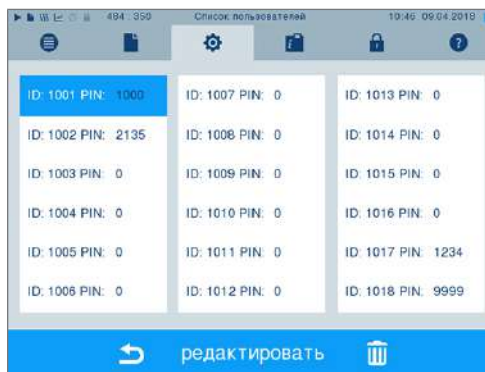 484 : 350 Список пользователей 10:46 09.04.2018
ID: 1001 PIN: 1000
ID: 1002 PIN: 2135
ID: 1003 PIN: 0
ID: 1004 PIN: 0
ID: 1005 PIN: 0
ID: 1006 PIN: 0
ID: 1007 PIN: 0
ID: 1008 PIN: 0
ID: 1009 PIN: 0
ID: 1010 PIN: 0
ID: 1011 PIN: 0
ID: 1012 PIN: 0
ID: 1013 PIN: 0
ID: 1014 PIN: 0
ID: 1015 PIN: 0
ID: 1016 PIN: 0
ID: 1017 PIN: 1234
ID: 1018 PIN: 9999
редактировать